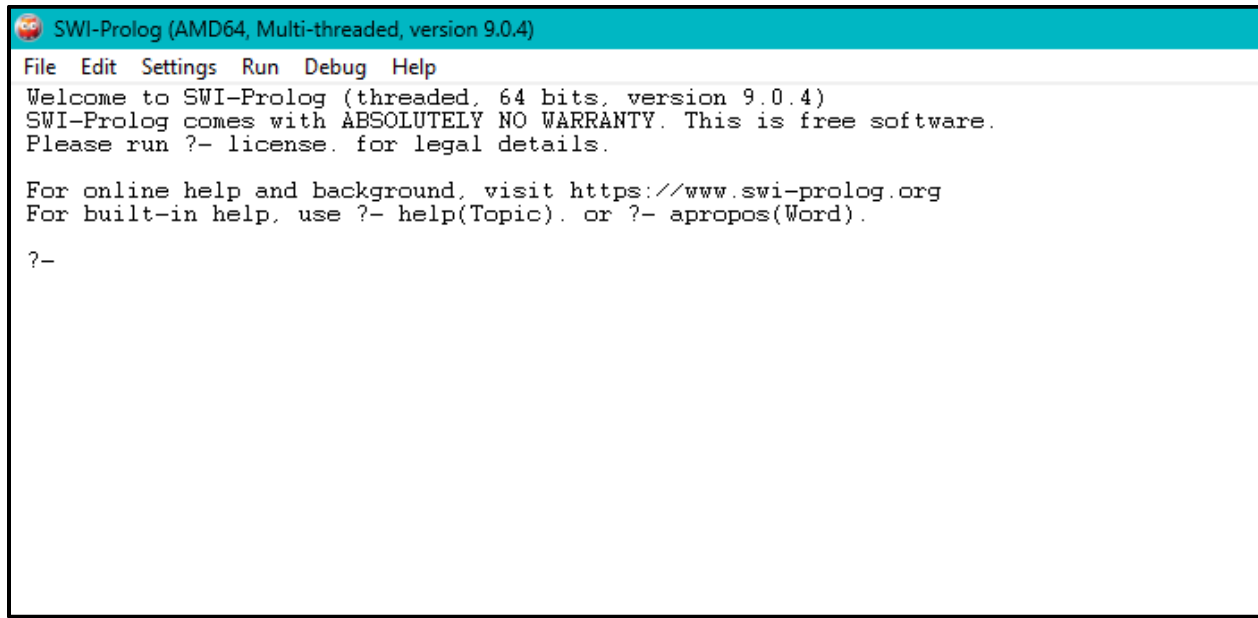 SWI-Prolog (AMD64, Multi-threaded, version 9.0.4)
File Edit Settings Run Debug Help
Welcome to SWI-Prolog (threaded, 64 bits, version 9.0.4)
SWI-Prolog comes with ABSOLUTELY NO WARRANTY. This is free software.
Please run ?- license. for legal details.
For online help and background, visit https://www.swi-prolog.org
For built-in help, use ?- help(Topic). or ?- apropos(Word).
?-